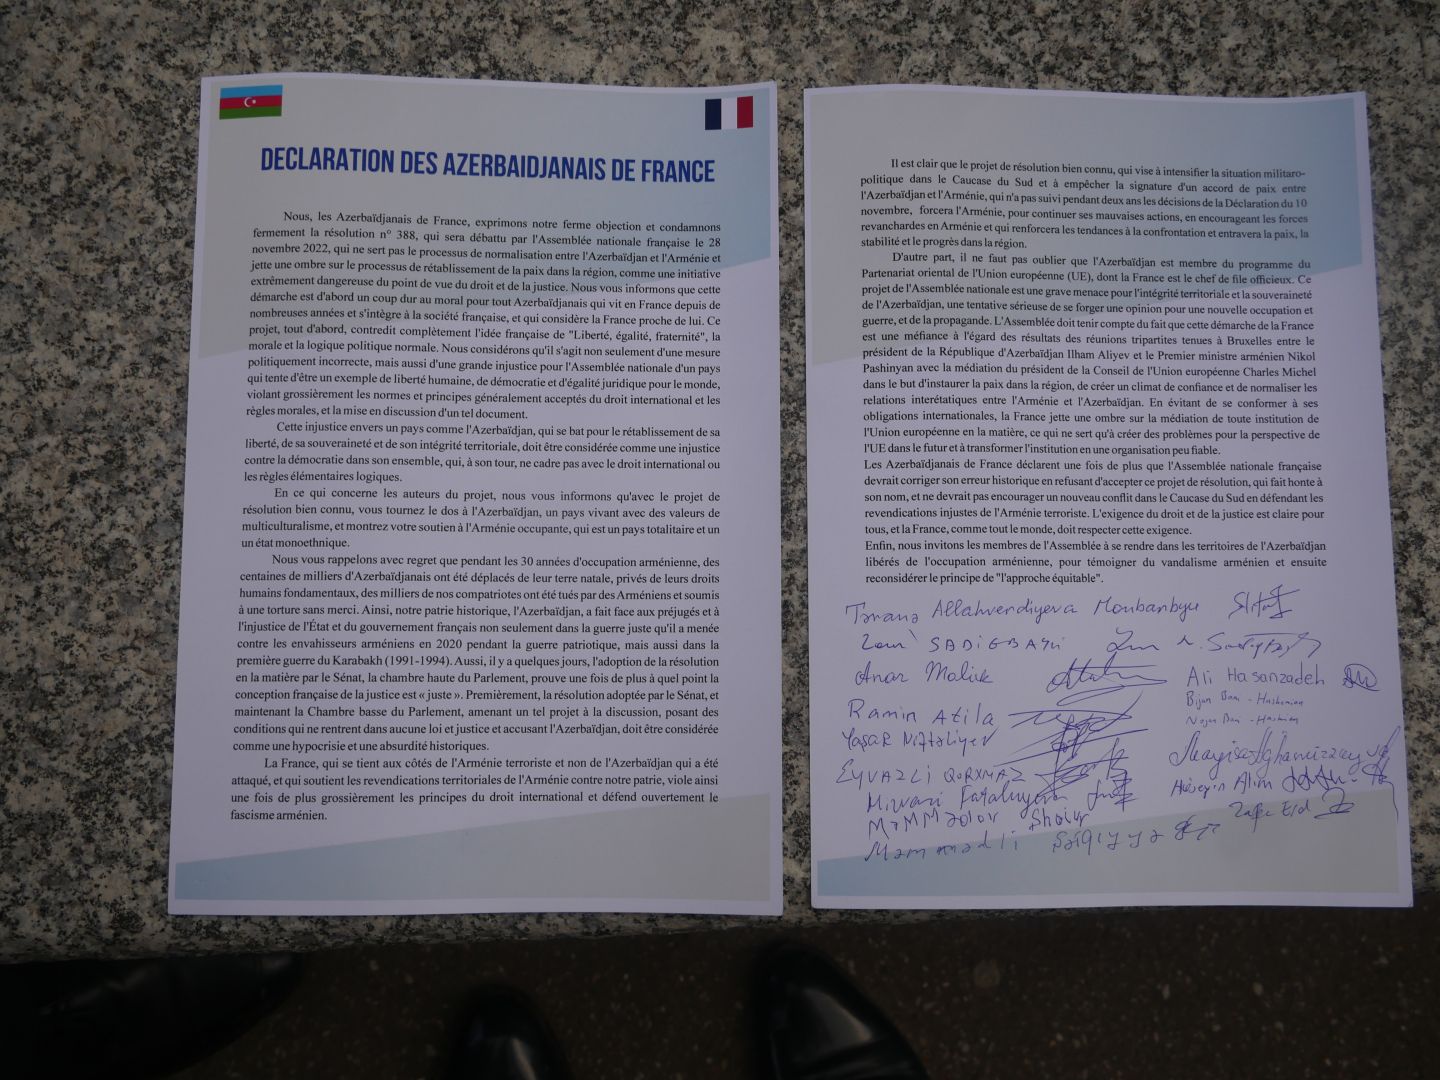 DECLARATION DES AZERBAIDJANAIS DE FRANCE
Nous, les Azerbaïdjanais de France, exprimons notre ferme objection et condamnons
fermement la résolution n° 388, qui sera débattu par l'Assemblée nationale française le 28
novembre 2022, qui ne sert pas le processus de normalisation entre l'Azerbaïdjan et l'Arménie et
jette une ombre sur le processus de rétablissement de la paix dans la région, comme une initiative
extrêmement dangereuse du point de vue du droit et de la justice. Nous vous informons que cette
démarche est d'abord un coup dur au moral pour tout Azerbaïdjanais qui vit en France depuis de
nombreuses années et s'intègre à la société française, et qui considère la France proche de lui. Ce
projet, tout d'abord, contredit complètement l'idée française de "Liberté, égalité, fraternité", la
morale et la logique politique normale. Nous considérons qu'il s'agit non seulement d'une mesure
politiquement incorrecte, mais aussi d'une grande injustice pour l'Assemblée nationale d'un pays
qui tente d'être un exemple de liberté humaine, de démocratie et d'égalité juridique pour le monde,
violant grossièrement les normes et principes généralement acceptés du droit international et les
règles morales, et la mise en discussion d'un tel document.
Cette injustice envers un pays comme l'Azerbaïdjan, qui se bat pour le rétablissement de sa
liberté, de sa souveraineté et de son intégrité territoriale, doit être considérée comme une injustice
contre la démocratie dans son ensemble, qui, à son tour, ne cadre pas avec le droit international ou
les règles élémentaires logiques.
En ce qui concerne les auteurs du projet, nous vous informons qu'avec le projet de
résolution bien connu, vous tournez le dos à l'Azerbaïdjan, un pays vivant avec des valeurs de
multiculturalisme, et montrez votre soutien à l'Arménie occupante, qui est un pays totalitaire et un
un état monoethnique.
Nous vous rappelons avec regret que pendant les 30 années d'occupation arménienne, des
centaines de milliers d'Azerbaïdjanais ont été déplacés de leur terre natale, privés de leurs droits
humains fondamentaux, des milliers de nos compatriotes ont été tués par des Arméniens et soumis
à une torture sans merci. Ainsi, notre patrie historique, l'Azerbaïdjan, a fait face aux préjugés et à
l'injustice de l'État et du gouvernement français non seulement dans la guerre juste qu'il a menée
contre les envahisseurs arméniens en 2020 pendant la guerre patriotique, mais aussi dans la
première guerre du Karabakh (1991-1994). Aussi, il y a quelques jours, l'adoption de la résolution
en la matière par le Sénat, la chambre haute du Parlement, prouve une fois de plus à quel point la
conception française de la justice est « juste ». Premièrement, la résolution adoptée par le Sénat, et
maintenant la Chambre basse du Parlement, amenant un tel projet à la discussion, posant des
conditions qui ne rentrent dans aucune loi et justice et accusant l'Azerbaïdjan, doit être considérée
comme une hypocrisie et une absurdité historiques.
La France, qui se tient aux côtés de l'Arménie terroriste et non de l'Azerbaïdjan qui a été
attaqué, et qui soutient les revendications territoriales de l'Arménie contre notre patrie, viole ainsi
une fois de plus grossièrement les principes du droit international et défend ouvertement le
fascisme arménien.
Il est clair que le projet de résolution bien connu, qui vise à intensifier la situation militaro-
politique dans le Caucase du Sud et à empêcher la signature d'un accord de paix entre
l'Azerbaïdjan et l'Arménie, qui n'a pas suivi pendant deux ans les décisions de la Déclaration du 10
novembre, forcera l'Arménie, pour continuer ses mauvaises actions, en encourageant les forces
revanchardes en Arménie et qui renforcera les tendances à la confrontation et entravera la paix, la
stabilité et le progrès dans la région.
D'autre part, il ne faut pas oublier que l'Azerbaïdjan est membre du programme du
Partenariat oriental de l'Union européenne (UE), dont la France est le chef de file officieux. Ce
projet de l'Assemblée nationale est une grave menace pour l'intégrité territoriale et la souveraineté
de l'Azerbaïdjan, une tentative sérieuse de se forger une opinion pour une nouvelle occupation et
guerre, et de la propagande. L'Assemblée doit tenir compte du fait que cette démarche de la France
est une méfiance à l'égard des résultats des réunions tripartites tenues à Bruxelles entre le
président de la République d'Azerbaïdjan Ilham Aliyev et le Premier ministre arménien Nikol
Pashinyan avec la médiation du président de la Conseil de l'Union européenne Charles Michel
dans le but d'instaurer la paix dans la région, de créer un climat de confiance et de normaliser les
relations interétatiques entre l'Arménie et l'Azerbaïdjan. En évitant de se conformer à ses
obligations internationales, la France jette une ombre sur la médiation de toute institution de
l'Union européenne en la matière, ce qui ne sert qu'à créer des problèmes pour la perspective de
l'UE dans le futur et à transformer l'institution en une organisation peu fiable.
Les Azerbaïdjanais de France déclarent une fois de plus que l'Assemblée nationale française
devrait corriger son erreur historique en refusant d'accepter ce projet de résolution, qui fait honte à
son nom, et ne devrait pas encourager un nouveau conflit dans le Caucase du Sud en défendant les
revendications injustes de l'Arménie terroriste. L'exigence du droit et de la justice est claire pour
tous, et la France, comme tout le monde, doit respecter cette exigence.
Enfin, nous invitons les membres de l'Assemblée à se rendre dans les territoires de l'Azerbaïdjan
libérés de l'occupation arménienne, pour témoigner du vandalisme arménien et ensuite
reconsidérer le principe de "l'approche équitable".
Allahverdiyeva
SADIGBAYLI
Anar Malik Ali Hasanzadeh
Ramin Atila
Yaşar Niftaliyev
EYVAZLI QORXMAZ
Hüseyin
Mammadli